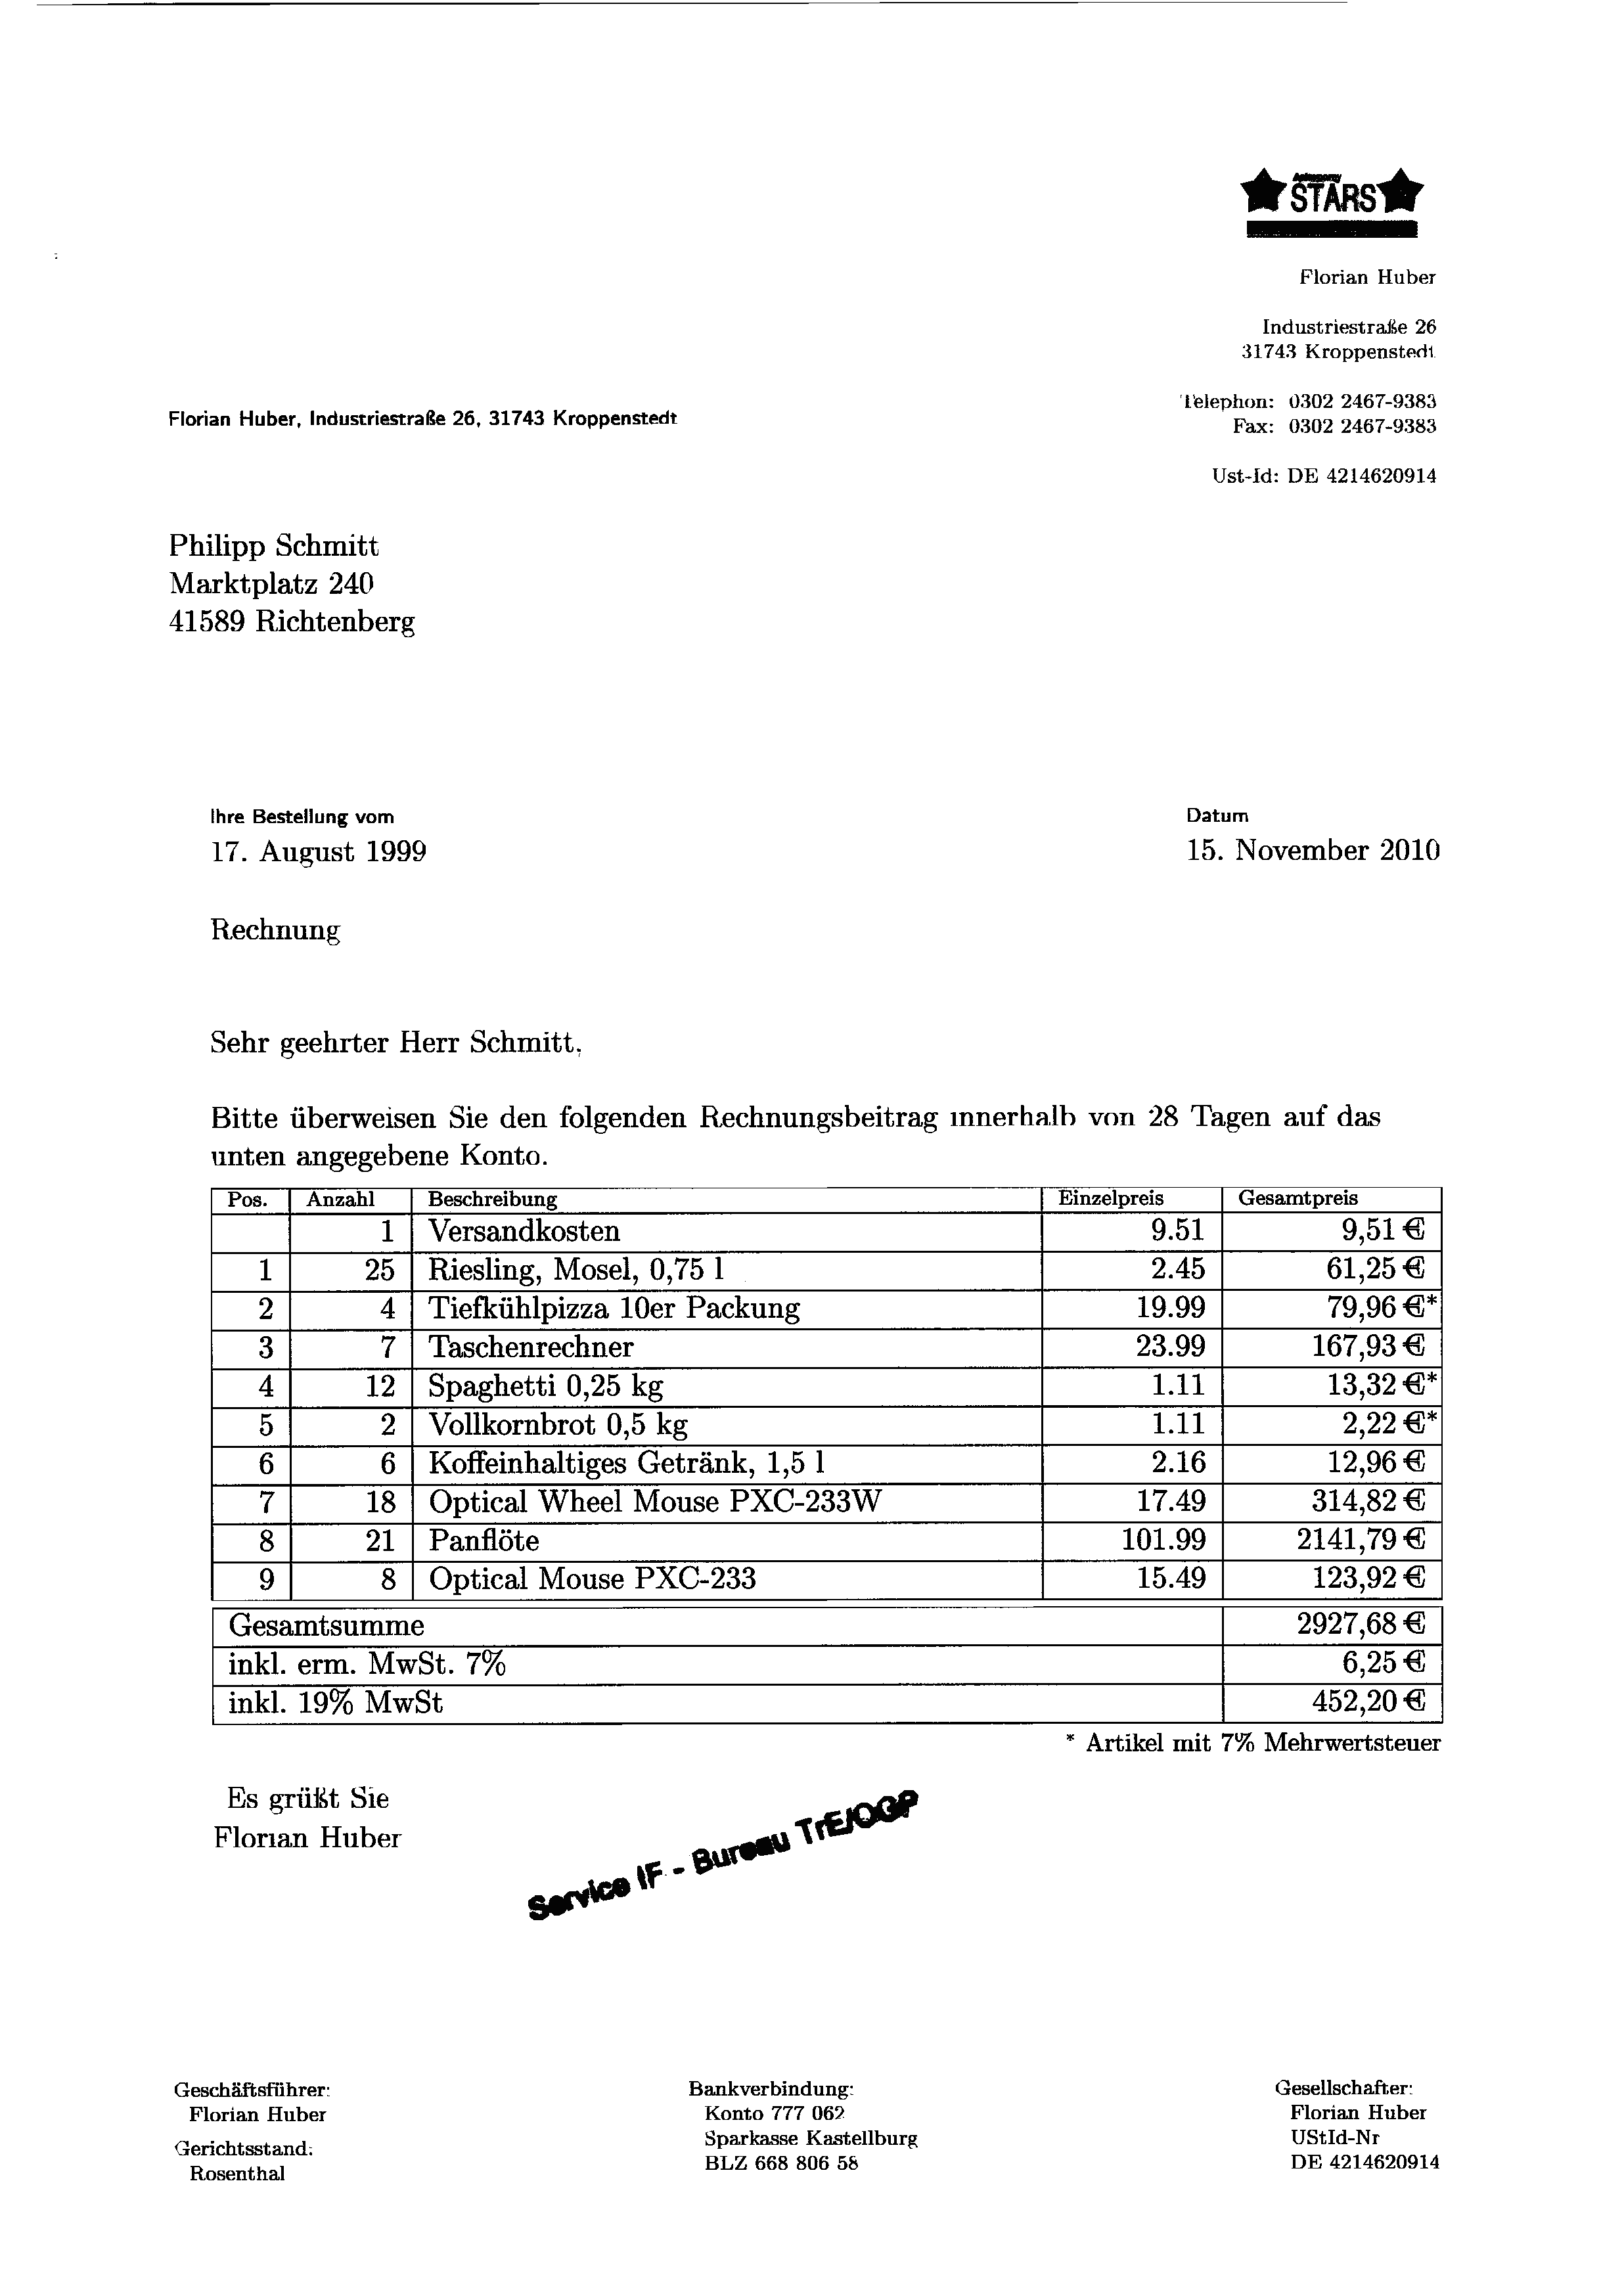 STARS
Florian Huber
Industriestraße 26
31743 Kroppenstedt
Telephon: 0302 2467-9383
Fax: 0302 2467-9383
Ust-Id: DE 4214620914
Florian Huber, Industriestraße 26, 31743 Kroppenstedt
Philipp Schmitt
Marktplatz 240
41589 Richtenberg
Ihre Bestellung vom Datum
17. August 1999 15. November 2010
Rechnung
Sehr geehrter Herr Schmitt,
Bitte überweisen Sie den folgenden Rechnungsbeitrag innerhalb von 28 Tagen auf das
unten angegebene Konto.
Pos. Anzahl Beschreibung Einzelpreis Gesamtpreis
1 Versandkosten 9.51 9,51 €
1 25 Riesling, Mosel, 0,75 l 2.45 61,25 €
2 4 Tiefkühlpizza 10er Packung 19.99 79,96 €*
3 7 Taschenrechner 23.99 167,93 €
4 12 Spaghetti 0,25 kg 1.11 13,32 €*
5 2 Vollkornbrot 0,5 kg 1.11 2,22 €*
6 6 Koffeinhaltiges Getränk, 1,5 l 2.16 12,96 €
7 18 Optical Wheel Mouse PXC-233W 17.49 314,82 €
8 21 Panflöte 101.99 2141,79 €
9 8 Optical Mouse PXC-233 15.49 123,92 €
Gesamtsumme 2927,68 €
inkl. erm. MwSt. 7% 6,25 €
inkl. 19% MwSt 452,20 €
* Artikel mit 7% Mehrwertsteuer
Es grüßt Sie
Florian Huber
Service IF - Bureau TrE/OGP
Geschäftsführer:
Florian Huber
Gerichtsstand:
Rosenthal
Bankverbindung:
Konto 777 062
Sparkasse Kastellburg
BLZ 668 806 58
Gesellschafter:
Florian Huber
UStId-Nr
DE 4214620914